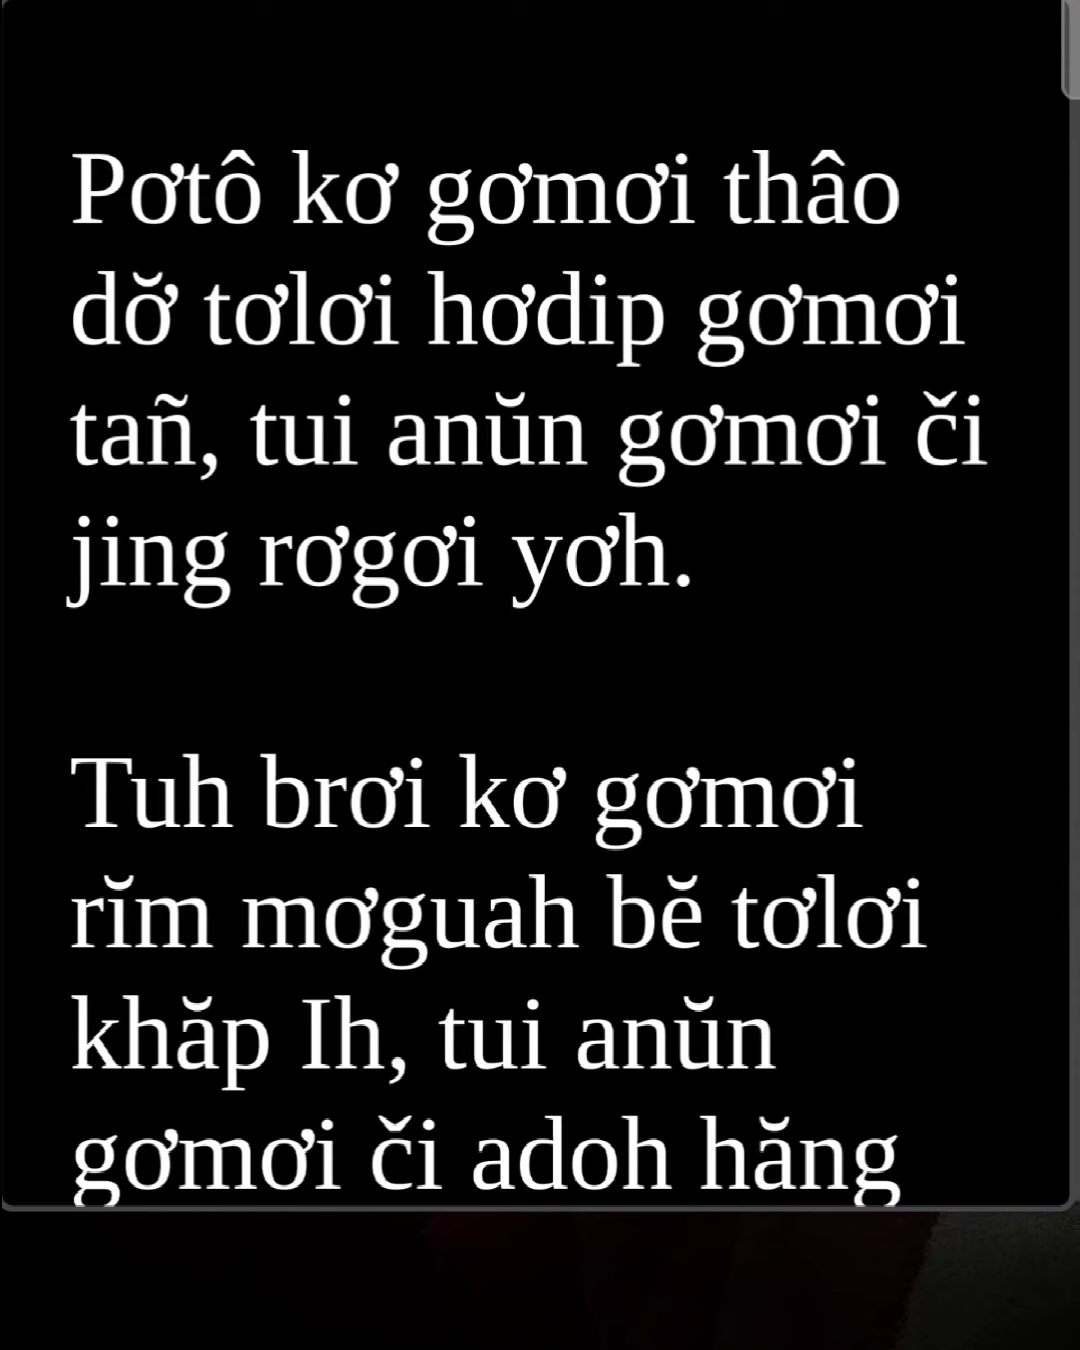 Pơtô kơ gơmơi thâo
dơ̆ tơlơi hơdip gơmơi
tañ, tui anŭn gơmơi či
jing rơgơi yơh.
Tuh brơi kơ gơmơi
rĭm mơguah bĕ tơlơi
khăp Ih, tui anŭn
gơmơi či adoh hăng